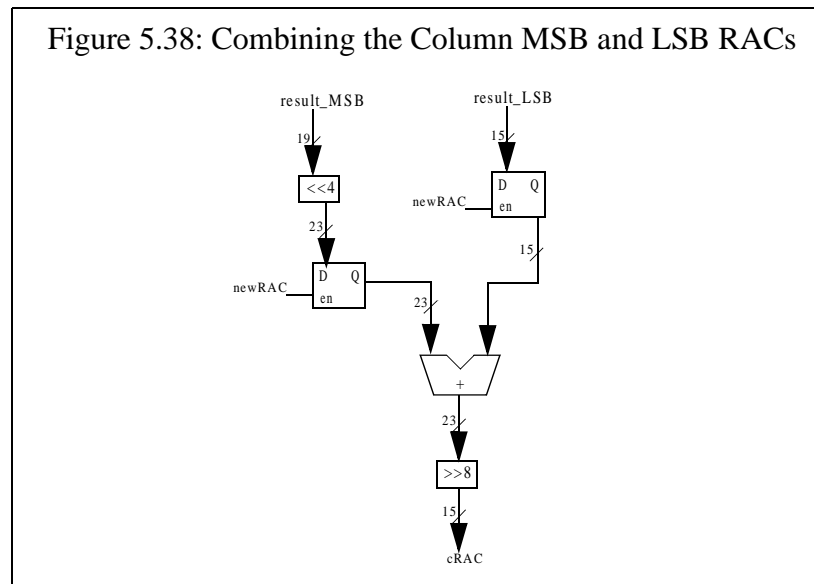 Figure 5.38: Combining the Column MSB and LSB RACs
result_MSB
result_LSB
19
15
<<4
D Q
en
newRAC
23
15
D Q
en
newRAC
23
+
23
>>8
15
cRAC